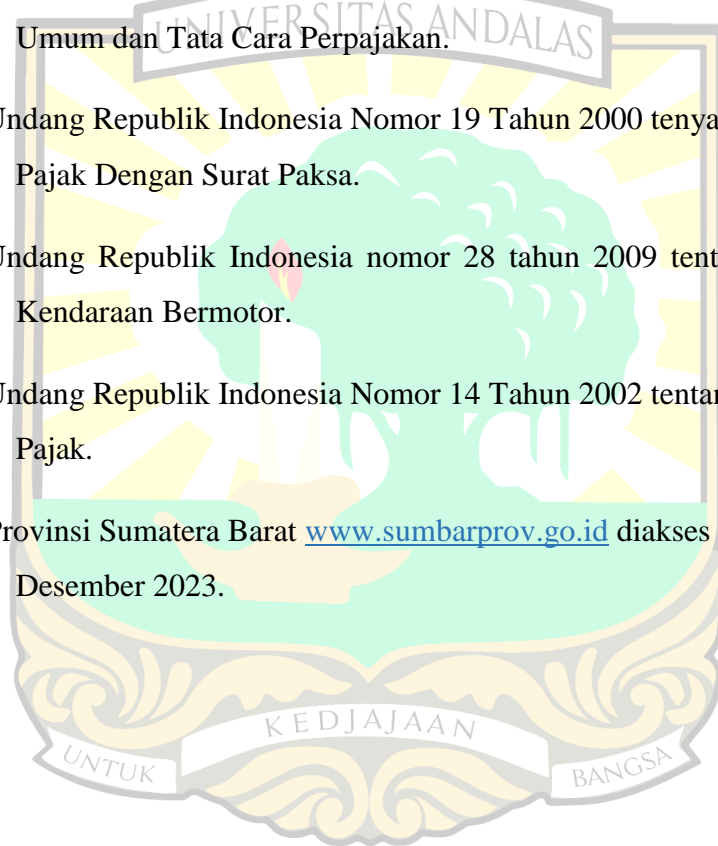 UNIVERSITAS ANDALAS
Umum dan Tata Cara Perpajakan.
Undang Republik Indonesia Nomor 19 Tahun 2000 tenya
Pajak Dengan Surat Paksa.
Undang Republik Indonesia nomor 28 tahun 2009 tent
Kendaraan Bermotor.
Undang Republik Indonesia Nomor 14 Tahun 2002 tentan
Pajak.
Provinsi Sumatera Barat www.sumbarprov.go.id diakses
Desember 2023.
UNTUK KEDJAJAAN BANGSA